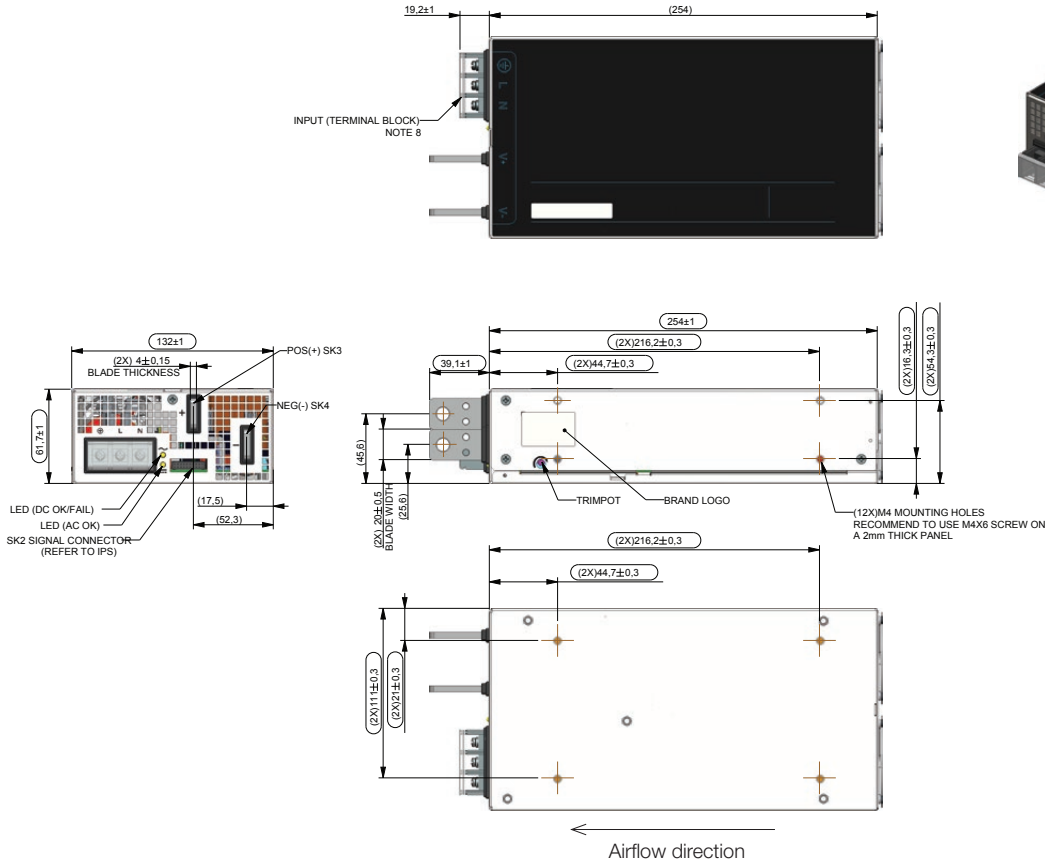 19,2±1
(254)
L
N
V+
V-
INPUT (TERMINAL BLOCK)
NOTE 8
132±1
(2X) 4±0,15
BLADE THICKNESS
POS(+) SK3
NEG(-) SK4
61,7±1
L N
+
-
(17,5)
(52,3)
LED (DC OK/FAIL)
LED (AC OK)
SK2 SIGNAL CONNECTOR
(REFER TO IPS)
254±1
(2X)216,2±0,3
39,1±1
(2X)44,7±0,3
(2X)16,3±0,3
(2X)54,3±0,3
(45,6)
(2X) 20±0,5
BLADE WIDTH
(25,6)
TRIMPOT
BRAND LOGO
(12X)M4 MOUNTING HOLES
RECOMMEND TO USE M4X6 SCREW ON
A 2mm THICK PANEL
(2X)216,2±0,3
(2X)44,7±0,3
(2X)111±0,3
(2X)21±0,3
Airflow direction